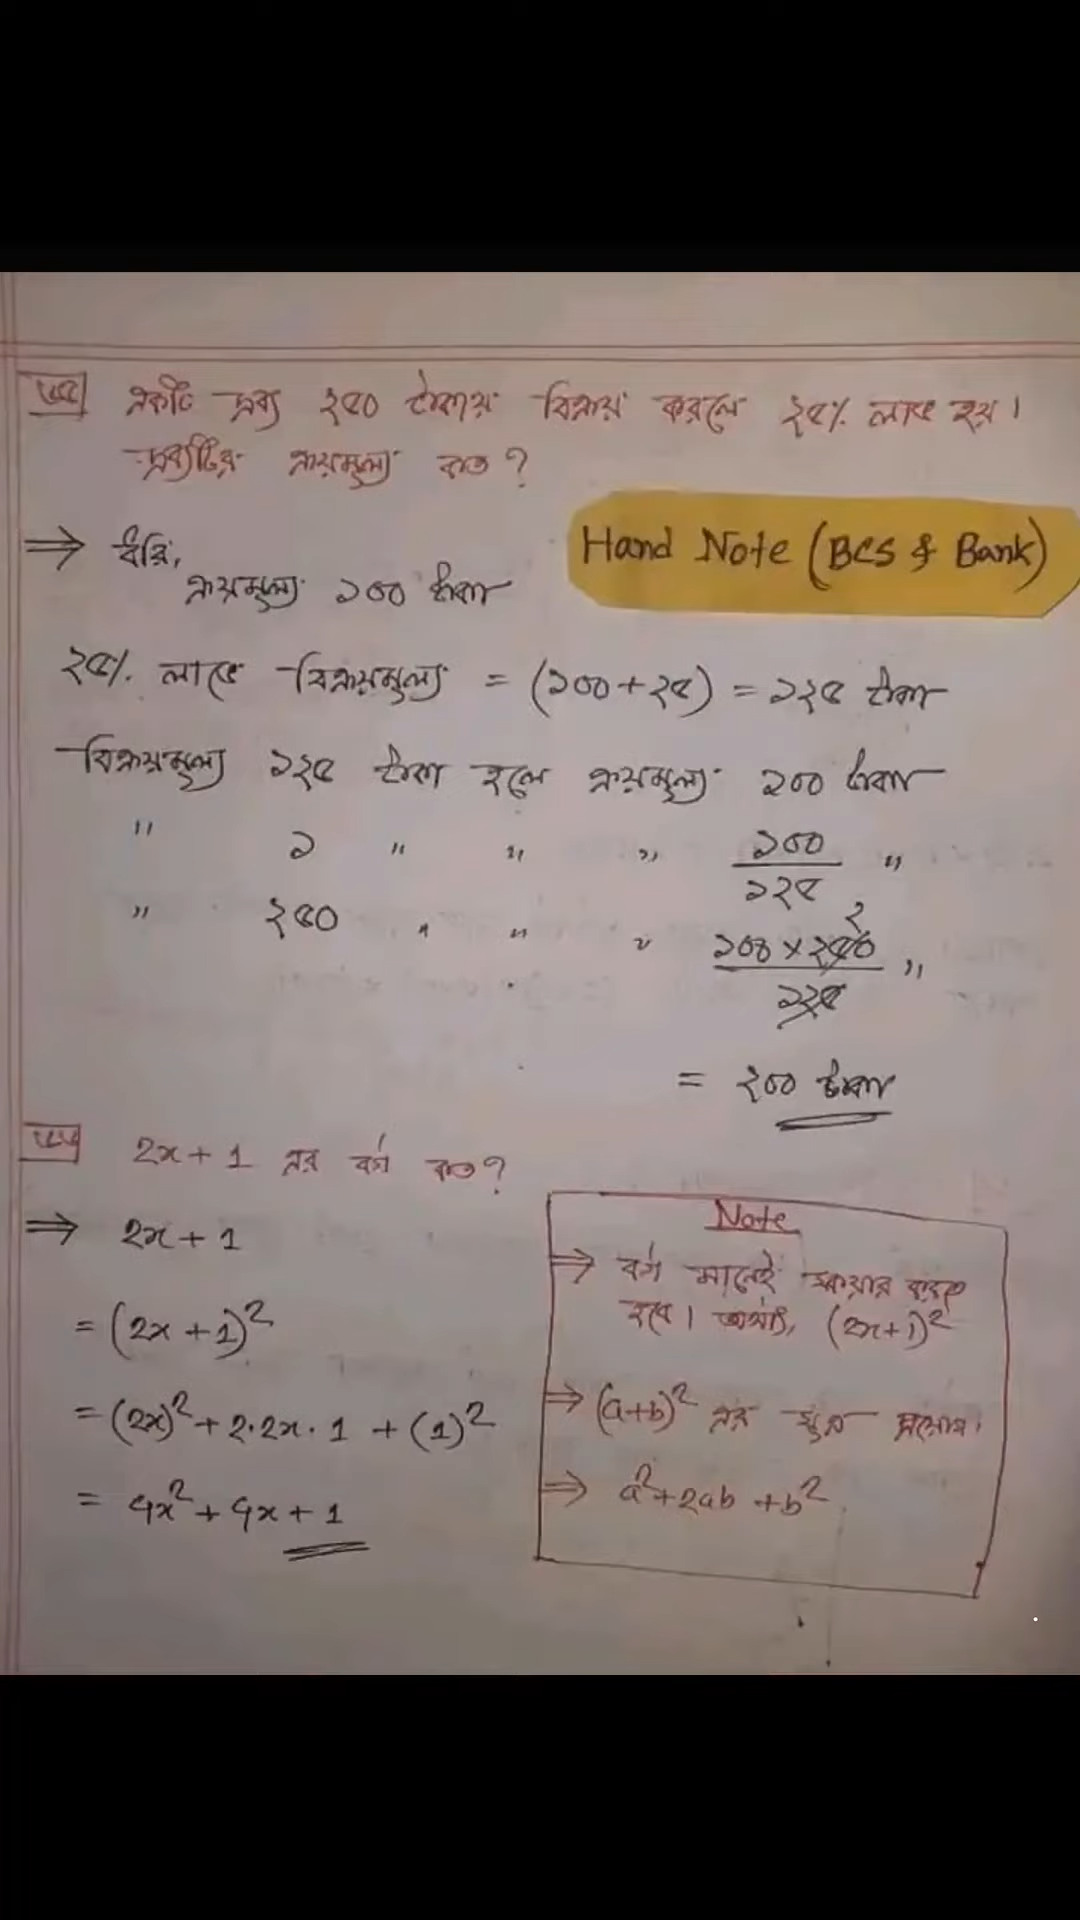 একটি দ্রব্য ২৫০ টাকায় বিক্রয় করলে ২৫% লাভ হয়।
দ্রব্যটির ক্রয়মূল্য কত?
Hand Note (BCS & Bank)
⇒ ধরি,
ক্রয়মূল্য ১০০ টাকা
২৫% লাভে বিক্রয়মূল্য = (১০০+২৫) = ১২৫ টাকা
বিক্রয়মূল্য ১২৫ টাকা হলে ক্রয়মূল্য ১০০ টাকা
" ১ " " " ১০০/১২৫ "
" ২৫০ " " " ১০০×২৫০/১২৫ "
২
= ২০০ টাকা
2x+1 এর বর্গ কত?
⇒ 2x+1
= (2x+1)²
= (2x)²+2·2x·1+(1)²
= 4x²+4x+1
Note
⇒ বর্গ মানেই স্কয়ার করতে
হবে। অর্থাৎ, (2x+1)²
⇒ (a+b)² এর সূত্র প্রয়োগ।
⇒ a²+2ab+b²